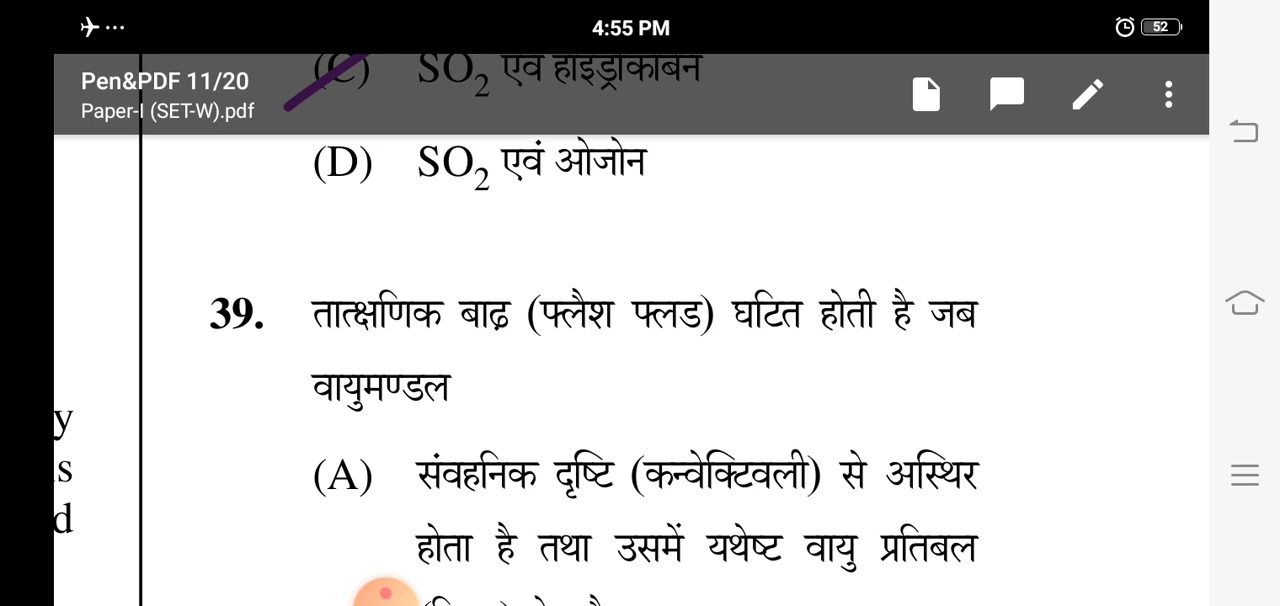 4:55 PM
52
(C) SO2 एवं हाइड्रोकार्बन
Pen&PDF 11/20
Paper-I (SET-W).pdf
(D) SO2 एवं ओजोन
39. तात्क्षणिक बाढ़ (फ्लैश फ्लड) घटित होती है जब
वायुमण्डल
y
(A) संवहनिक दृष्टि (कन्वेक्टिवली) से अस्थिर
s
d
होता है तथा उसमें यथेष्ट वायु प्रतिबल